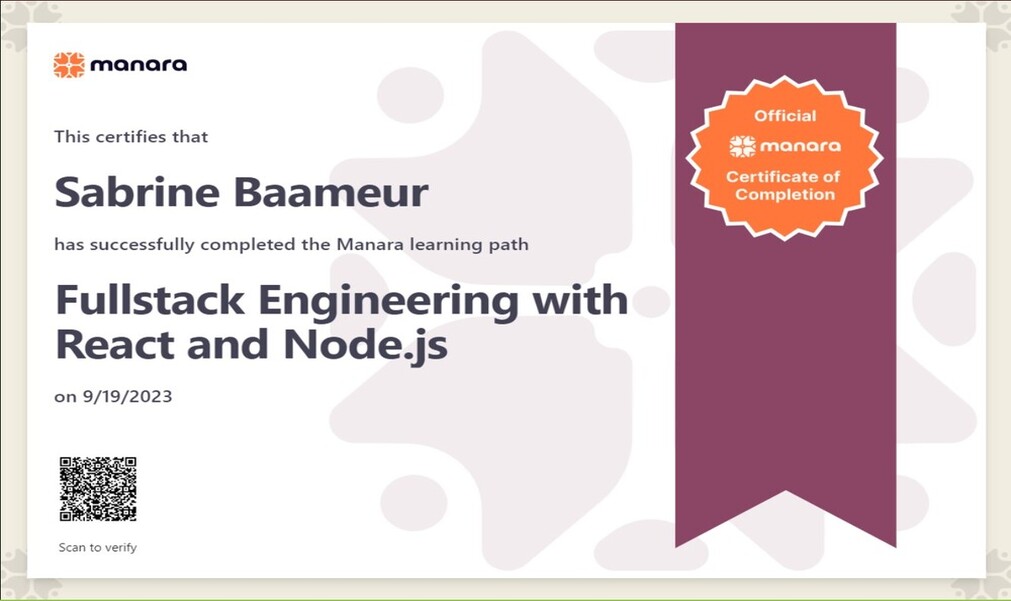 manara
This certifies that
Sabrine Baameur
has successfully completed the Manara learning path
Fullstack Engineering with
React and Node.js
on 9/19/2023
Scan to verify
Official
manara
Certificate of
Completion